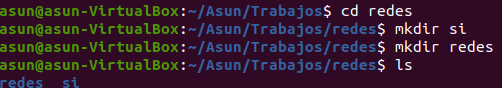 asun@asun-VirtualBox:~/Asun/Trabajos$ cd redes
asun@asun-VirtualBox:~/Asun/Trabajos/redes$ mkdir si
asun@asun-VirtualBox:~/Asun/Trabajos/redes$ mkdir redes
asun@asun-VirtualBox:~/Asun/Trabajos/redes$ ls
redes  si